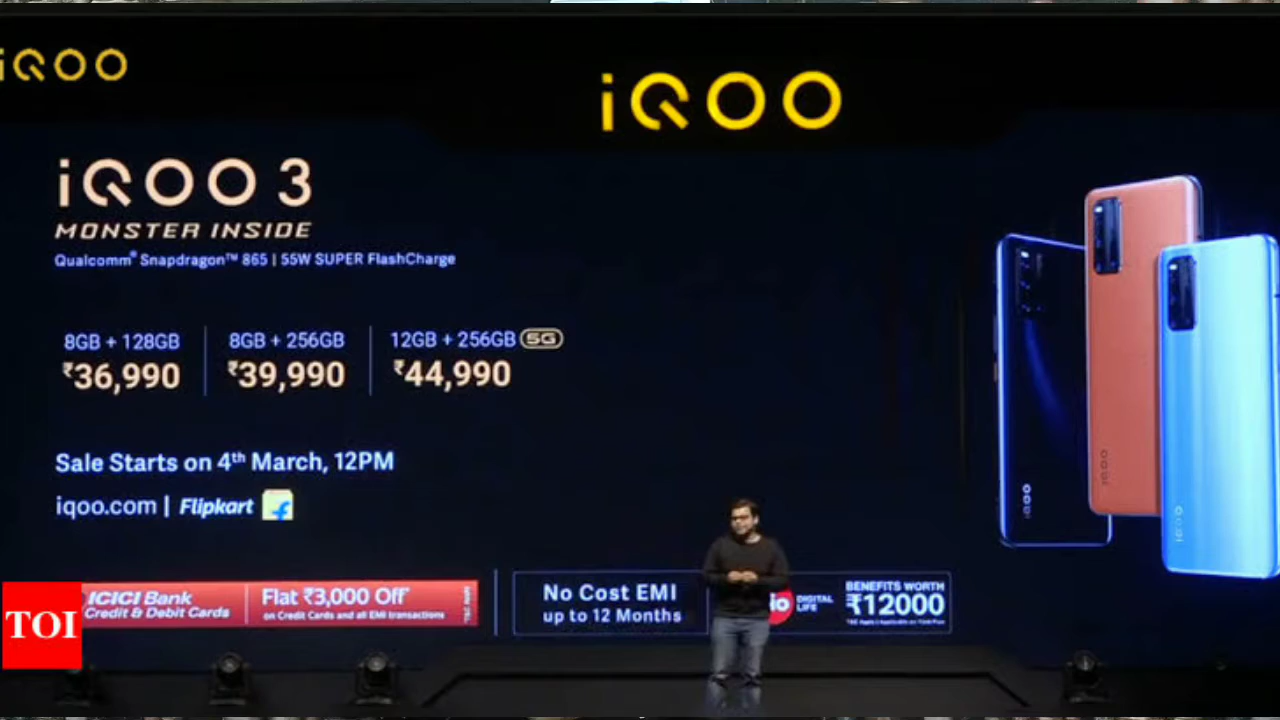 iQOO
iQOO
iQOO 3
MONSTER INSIDE
Qualcomm® Snapdragon™ 865 | 55W SUPER FlashCharge
8GB + 128GB
₹36,990
8GB + 256GB
₹39,990
12GB + 256GB 5G
₹44,990
Sale Starts on 4th March, 12PM
iqoo.com | Flipkart
ICICI Bank
Credit & Debit Cards
Flat ₹3,000 Off
on Credit Cards and all EMI transactions
No Cost EMI
up to 12 Months
DIGITAL
LIFE
BENEFITS WORTH
₹12000
TOI
iQOO
iQOO
iQOO